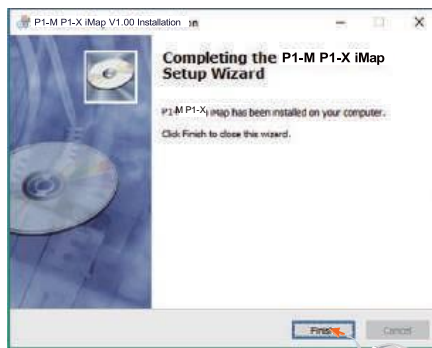 P1-M P1-X iMap V1.00 Installation on
Completing the P1-M P1-X iMap
Setup Wizard
P1-M P1-X iMap has been installed on your computer.
Click Finish to close this wizard.
Finish Cancel